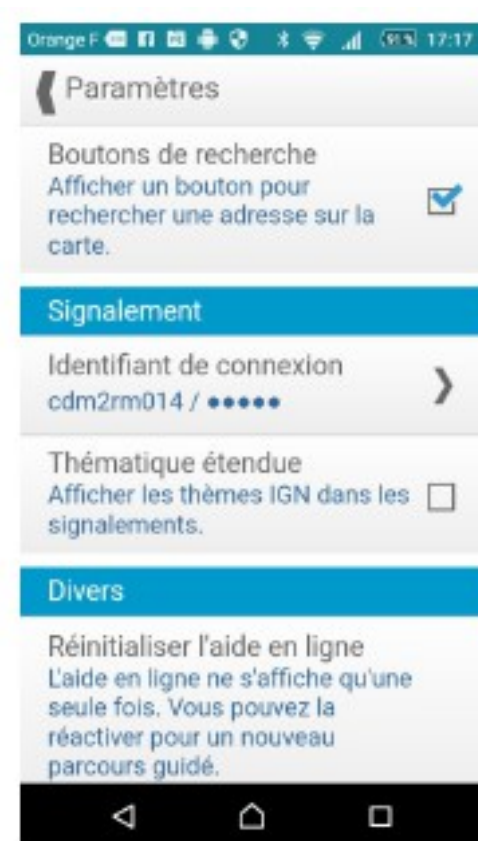 Orange F 91% 17:17
Paramètres
Boutons de recherche
Afficher un bouton pour
rechercher une adresse sur la
carte.
Signalement
Identifiant de connexion
cdm2rm014 / •••••
Thématique étendue
Afficher les thèmes IGN dans les
signalements.
Divers
Réinitialiser l'aide en ligne
L'aide en ligne ne s'affiche qu'une
seule fois. Vous pouvez la
réactiver pour un nouveau
parcours guidé.